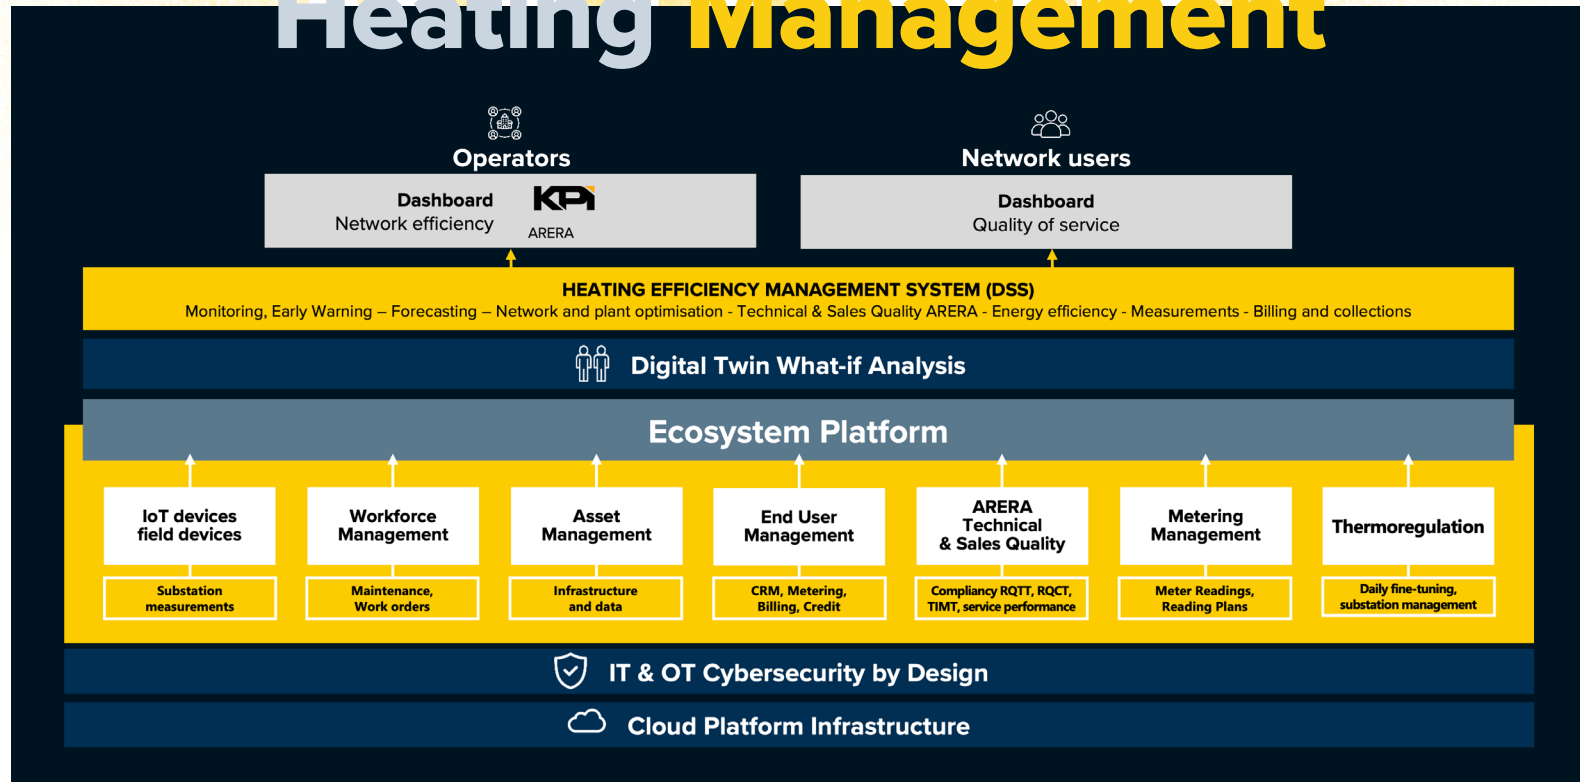 Heating Management
Operators
Network users
Dashboard
Network efficiency
KPi
ARERA
Dashboard
Quality of service
HEATING EFFICIENCY MANAGEMENT SYSTEM (DSS)
Monitoring, Early Warning – Forecasting – Network and plant optimisation - Technical & Sales Quality ARERA - Energy efficiency - Measurements - Billing and collections
Digital Twin What-if Analysis
Ecosystem Platform
IoT devices
field devices
Substation
measurements
Workforce
Management
Maintenance,
Work orders
Asset
Management
Infrastructure
and data
End User
Management
CRM, Metering,
Billing, Credit
ARERA
Technical
& Sales Quality
Compliancy RQTT, RQCT,
TIMT, service performance
Metering
Management
Meter Readings,
Reading Plans
Thermoregulation
Daily fine-tuning,
substation management
IT & OT Cybersecurity by Design
Cloud Platform Infrastructure